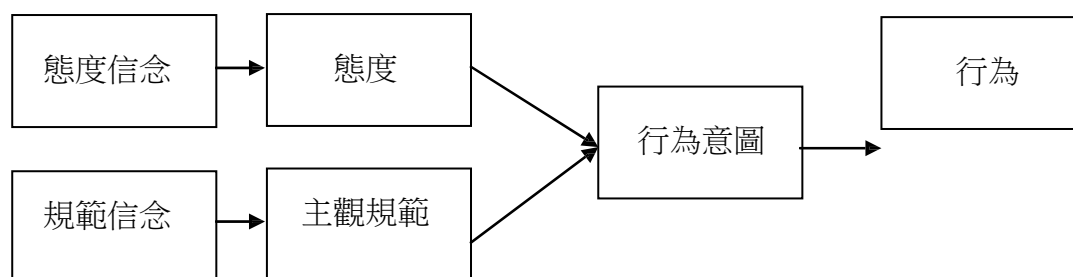 態度信念
態度
行為
行為意圖
規範信念
主觀規範